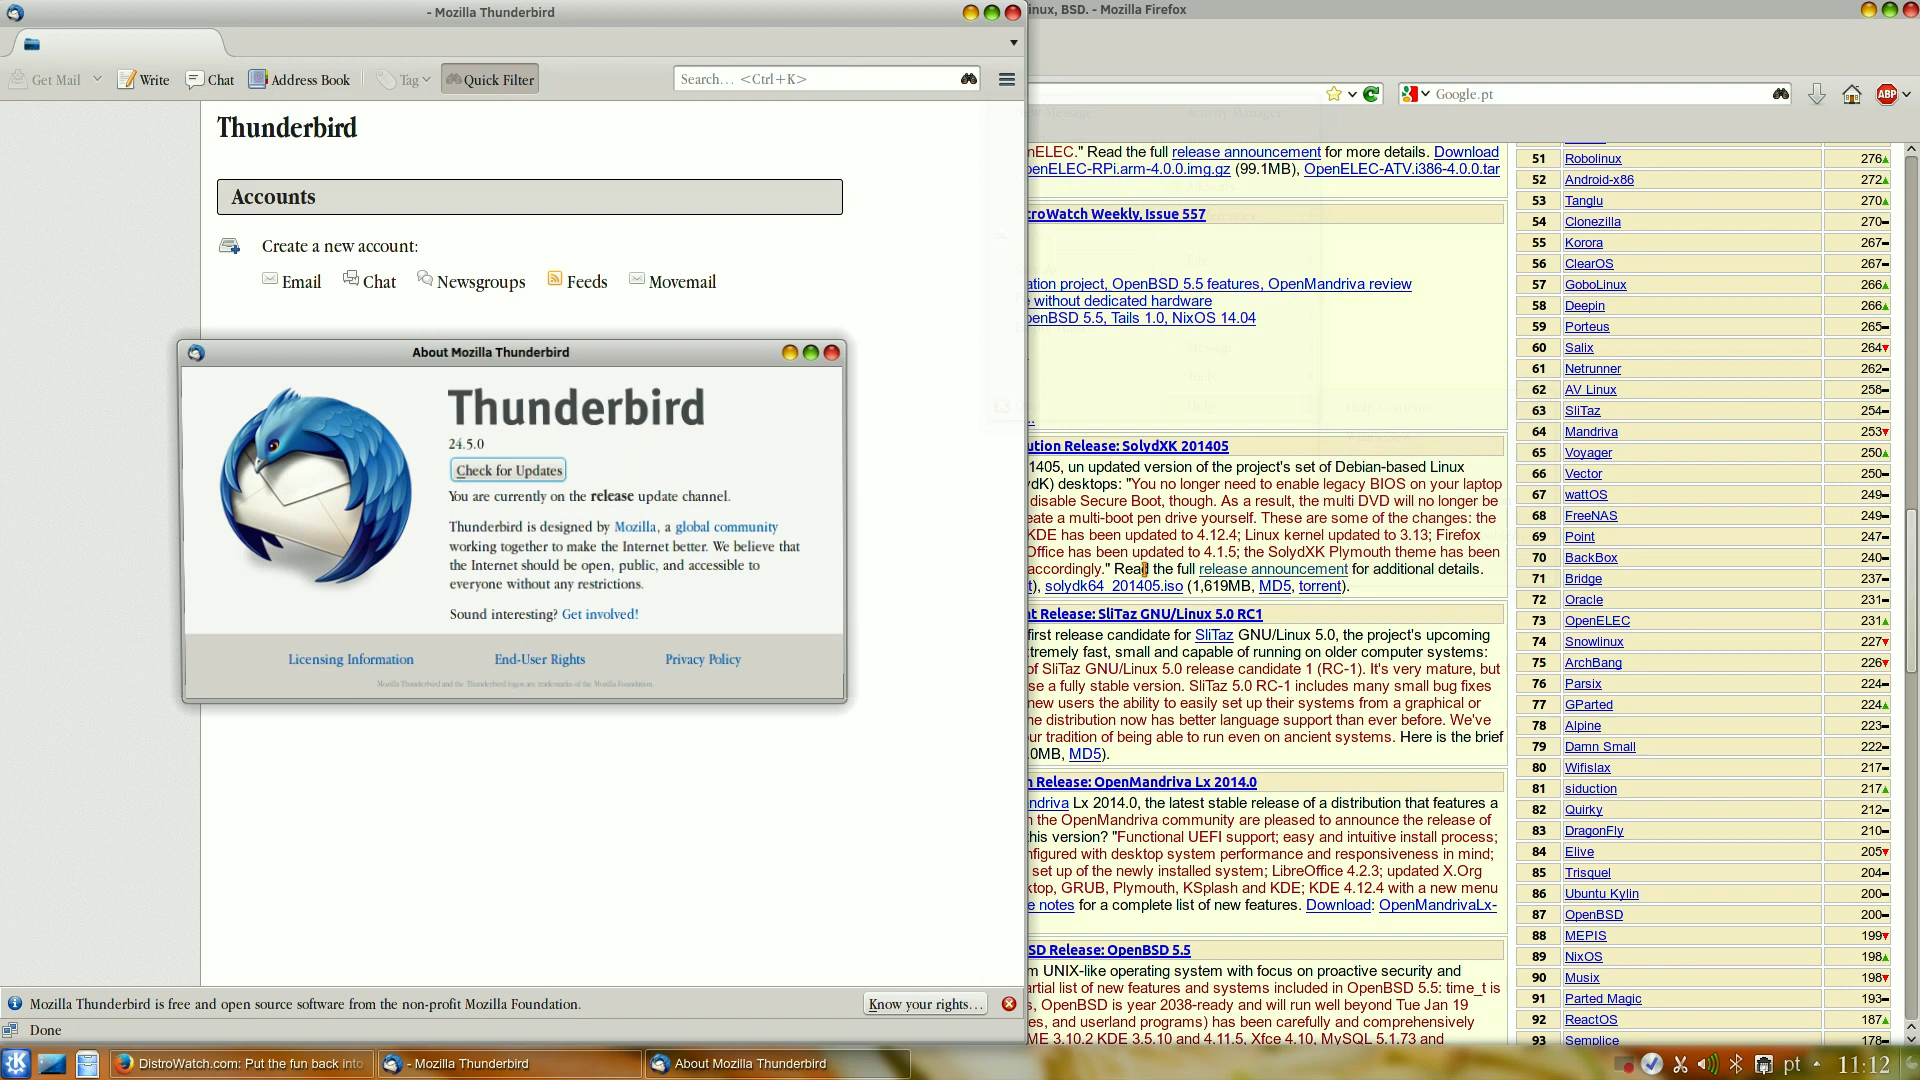 - Mozilla Thunderbird
Get Mail
Write
Chat
Address Book
Tag
Quick Filter
Search... <Ctrl+K>
Thunderbird
Accounts
Create a new account:
Email
Chat
Newsgroups
Feeds
Movemail
About Mozilla Thunderbird
Thunderbird
24.5.0
Check for Updates
You are currently on the release update channel.
Thunderbird is designed by Mozilla, a global community
working together to make the Internet better. We believe that
the Internet should be open, public, and accessible to
everyone without any restrictions.
Sound interesting? Get involved!
Licensing Information
End-User Rights
Privacy Policy
Mozilla Thunderbird and the Thunderbird logos are trademarks of the Mozilla Foundation.
Mozilla Thunderbird is free and open source software from the non-profit Mozilla Foundation.
Know your rights...
Done
inux, BSD. - Mozilla Firefox
Google.pt
ABP
nELEC." Read the full release announcement for more details. Download
penELEC-RPi.arm-4.0.0.img.gz (99.1MB), OpenELEC-ATV.i386-4.0.0.tar
troWatch Weekly, Issue 557
ation project, OpenBSD 5.5 features, OpenMandriva review
e without dedicated hardware
penBSD 5.5, Tails 1.0, NixOS 14.04
ution Release: SolydXK 201405
1405, un updated version of the project's set of Debian-based Linux
ydK) desktops: "You no longer need to enable legacy BIOS on your laptop
disable Secure Boot, though. As a result, the multi DVD will no longer be
eate a multi-boot pen drive yourself. These are some of the changes: the
KDE has been updated to 4.12.4; Linux kernel updated to 3.13; Firefox
Office has been updated to 4.1.5; the SolydXK Plymouth theme has been
accordingly." Read the full release announcement for additional details.
t), solydk64_201405.iso (1,619MB, MD5, torrent).
nt Release: SliTaz GNU/Linux 5.0 RC1
first release candidate for SliTaz GNU/Linux 5.0, the project's upcoming
tremely fast, small and capable of running on older computer systems:
of SliTaz GNU/Linux 5.0 release candidate 1 (RC-1). It's very mature, but
se a fully stable version. SliTaz 5.0 RC-1 includes many small bug fixes
new users the ability to easily set up their systems from a graphical or
he distribution now has better language support than ever before. We've
ur tradition of being able to run even on ancient systems. Here is the brief
.0MB, MD5).
n Release: OpenMandriva Lx 2014.0
ndriva Lx 2014.0, the latest stable release of a distribution that features a
n the OpenMandriva community are pleased to announce the release of
this version? "Functional UEFI support; easy and intuitive install process;
nfigured with desktop system performance and responsiveness in mind;
set up of the newly installed system; LibreOffice 4.2.3; updated X.Org
ktop, GRUB, Plymouth, KSplash and KDE; KDE 4.12.4 with a new menu
e notes for a complete list of new features. Download: OpenMandrivaLx-
SD Release: OpenBSD 5.5
m UNIX-like operating system with focus on proactive security and
artial list of new features and systems included in OpenBSD 5.5: time_t is
s, OpenBSD is year 2038-ready and will run well beyond Tue Jan 19
es, and userland programs) has been carefully and comprehensively
ME 3.10.2 KDE 3.5.10 and 4.11.5, Xfce 4.10, MySQL 5.1.73 and
51 Robolinux 276
52 Android-x86 272
53 Tanglu 270
54 Clonezilla 270
55 Korora 267
56 ClearOS 267
57 GoboLinux 266
58 Deepin 266
59 Porteus 265
60 Salix 264
61 Netrunner 262
62 AV Linux 258
63 SliTaz 254
64 Mandriva 253
65 Voyager 250
66 Vector 250
67 wattOS 249
68 FreeNAS 249
69 Point 247
70 BackBox 240
71 Bridge 237
72 Oracle 231
73 OpenELEC 231
74 Snowlinux 227
75 ArchBang 226
76 Parsix 224
77 GParted 224
78 Alpine 223
79 Damn Small 222
80 Wifislax 217
81 siduction 217
82 Quirky 212
83 DragonFly 210
84 Elive 205
85 Trisquel 204
86 Ubuntu Kylin 200
87 OpenBSD 200
88 MEPIS 199
89 NixOS 198
90 Musix 198
91 Parted Magic 193
92 ReactOS 187
93 Semplice 178
DistroWatch.com: Put the fun back into
- Mozilla Thunderbird
About Mozilla Thunderbird
pt
11:12